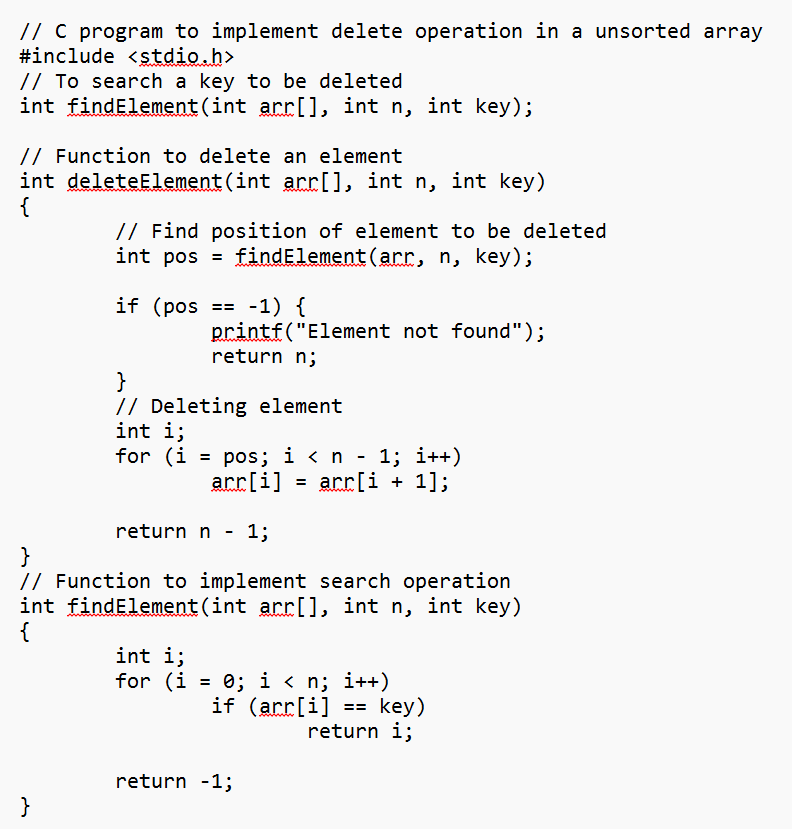 // C program to implement delete operation in a unsorted array
#include <stdio.h>
// To search a key to be deleted
int findElement(int arr[], int n, int key);

// Function to delete an element
int deleteElement(int arr[], int n, int key)
{
        // Find position of element to be deleted
        int pos = findElement(arr, n, key);

        if (pos == -1) {
                printf("Element not found");
                return n;
        }
        // Deleting element
        int i;
        for (i = pos; i < n - 1; i++)
                arr[i] = arr[i + 1];

        return n - 1;
}
// Function to implement search operation
int findElement(int arr[], int n, int key)
{
        int i;
        for (i = 0; i < n; i++)
                if (arr[i] == key)
                        return i;

        return -1;
}